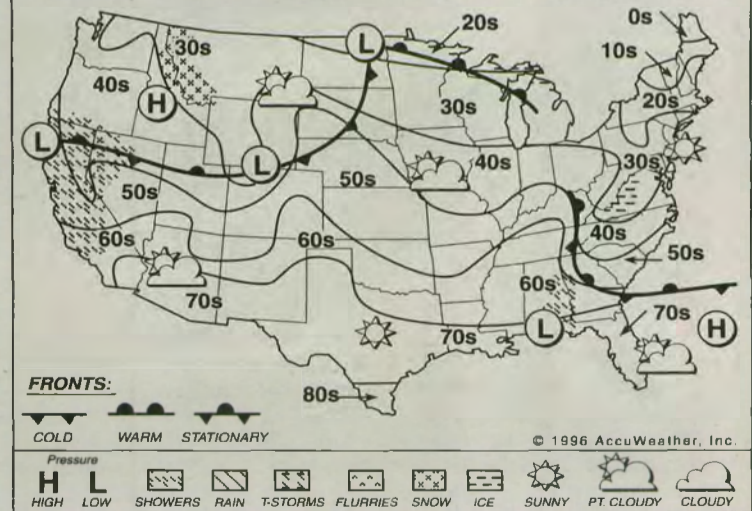 0s
20s
10s
L
30s
40s
H
30s
20s
L
L
40s
30s
50s
50s
60s
60s
40s
50s
60s
70s
70s
70s
L
H
80s
FRONTS:
COLD WARM STATIONARY
© 1996 AccuWeather, Inc.
Pressure
H L
HIGH LOW SHOWERS RAIN T-STORMS FLURRIES SNOW ICE SUNNY PT. CLOUDY CLOUDY